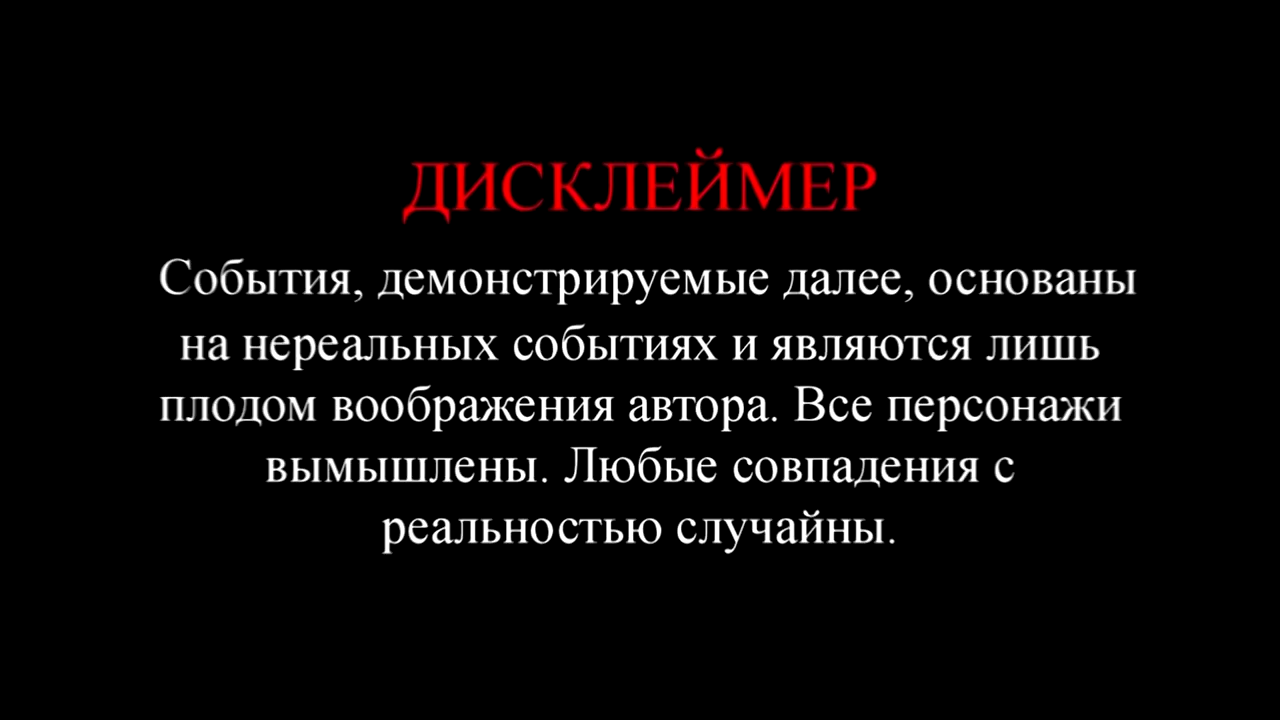 ДИСКЛЕЙМЕР
События, демонстрируемые далее, основаны
на нереальных событиях и являются лишь
плодом воображения автора. Все персонажи
вымышлены. Любые совпадения с
реальностью случайны.